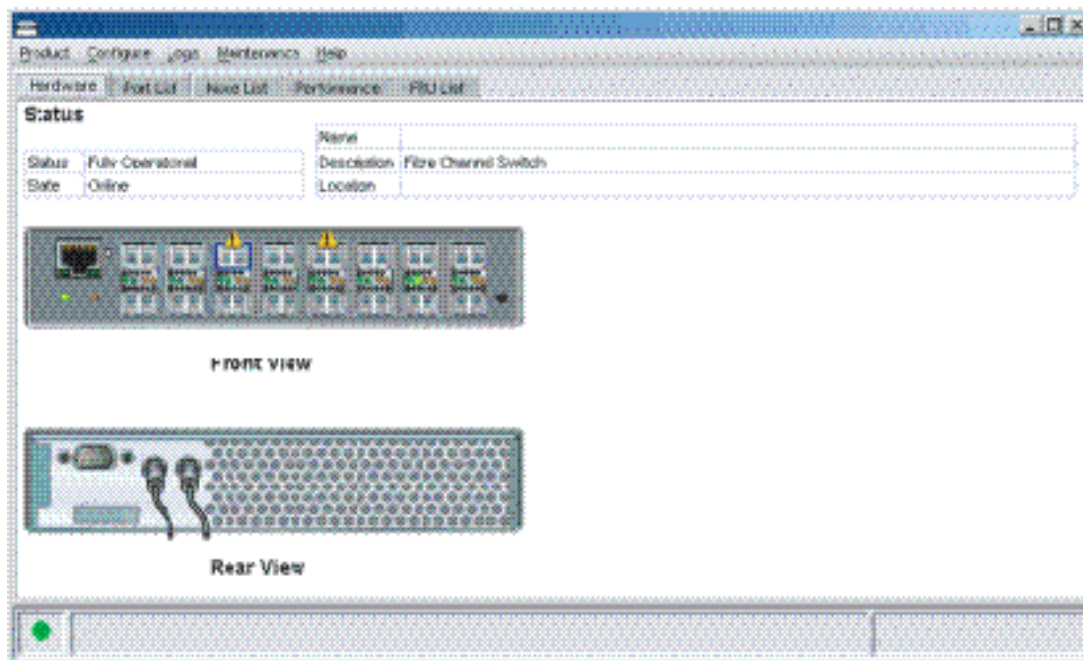 Product Configure Logs Maintenance Help
Hardware Port List Node List Performance FRU List
Status
Name
Status Fully Operational Description Fibre Channel Switch
State Online Location
Front View
Rear View